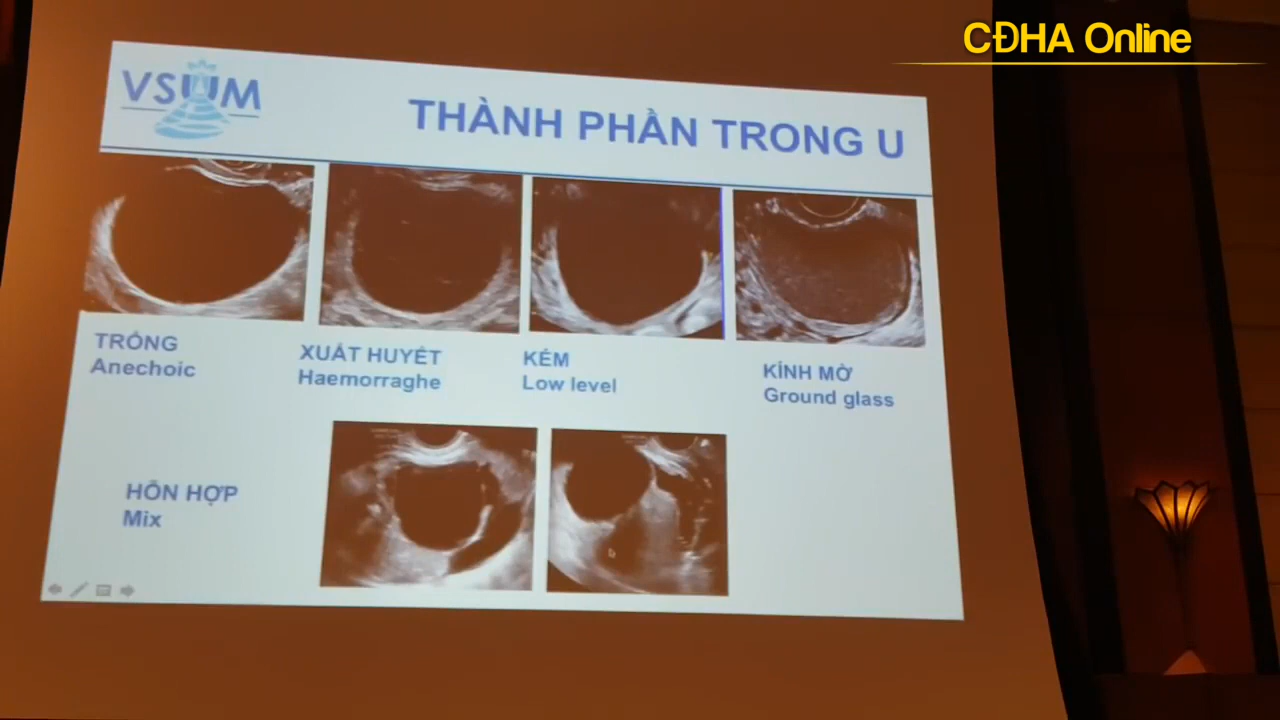 CĐHA Online
VSUM
THÀNH PHẦN TRONG U
TRỐNG
Anechoic
XUẤT HUYẾT
Haemorraghe
KÉM
Low level
KÍNH MỜ
Ground glass
HỖN HỢP
Mix